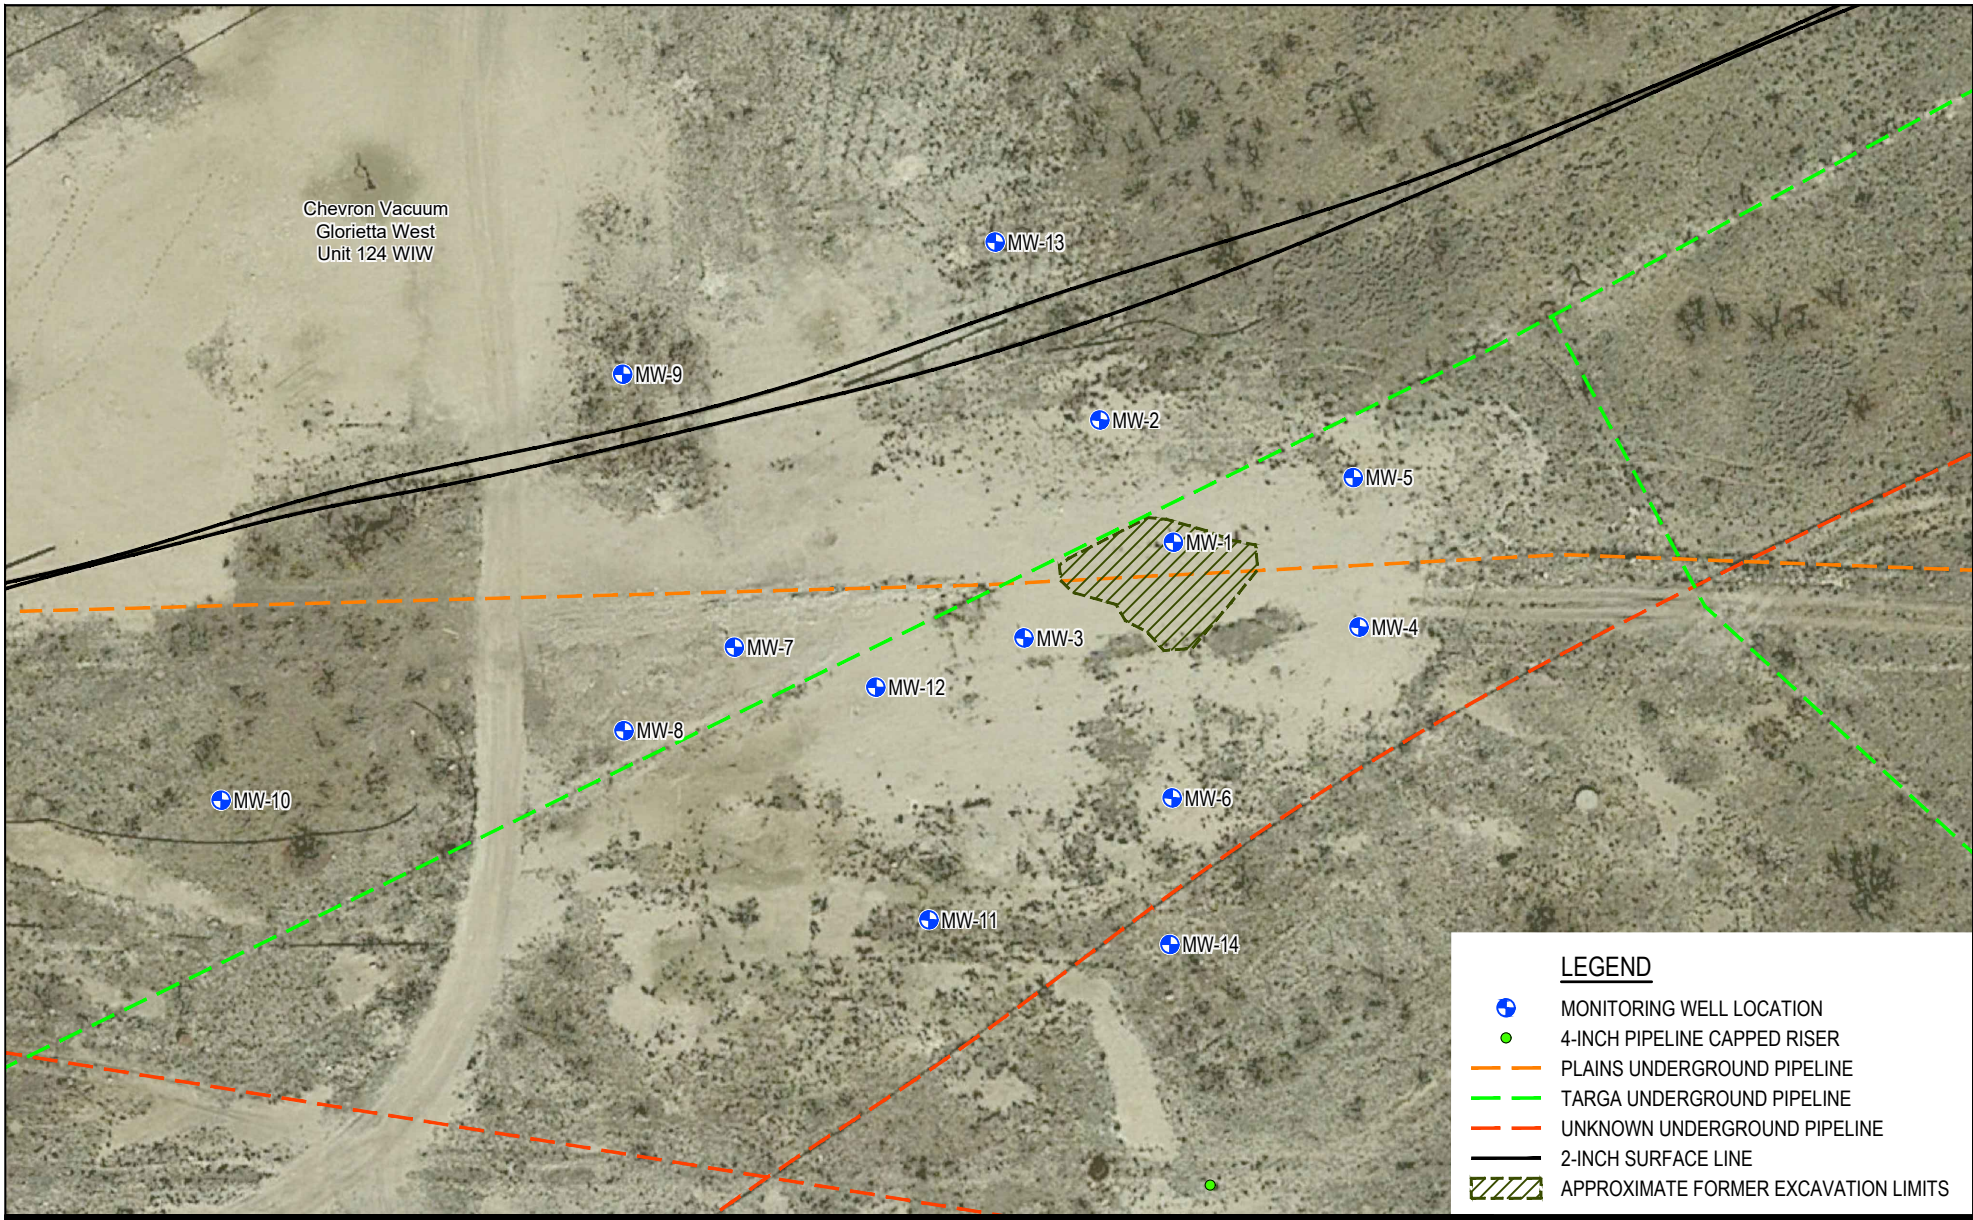 Chevron Vacuum
Glorietta West
Unit 124 WIW
MW-13
MW-9
MW-2
MW-5
MW-1
MW-4
MW-3
MW-7
MW-12
MW-8
MW-10
MW-6
MW-11
MW-14
LEGEND
MONITORING WELL LOCATION
4-INCH PIPELINE CAPPED RISER
PLAINS UNDERGROUND PIPELINE
TARGA UNDERGROUND PIPELINE
UNKNOWN UNDERGROUND PIPELINE
2-INCH SURFACE LINE
APPROXIMATE FORMER EXCAVATION LIMITS